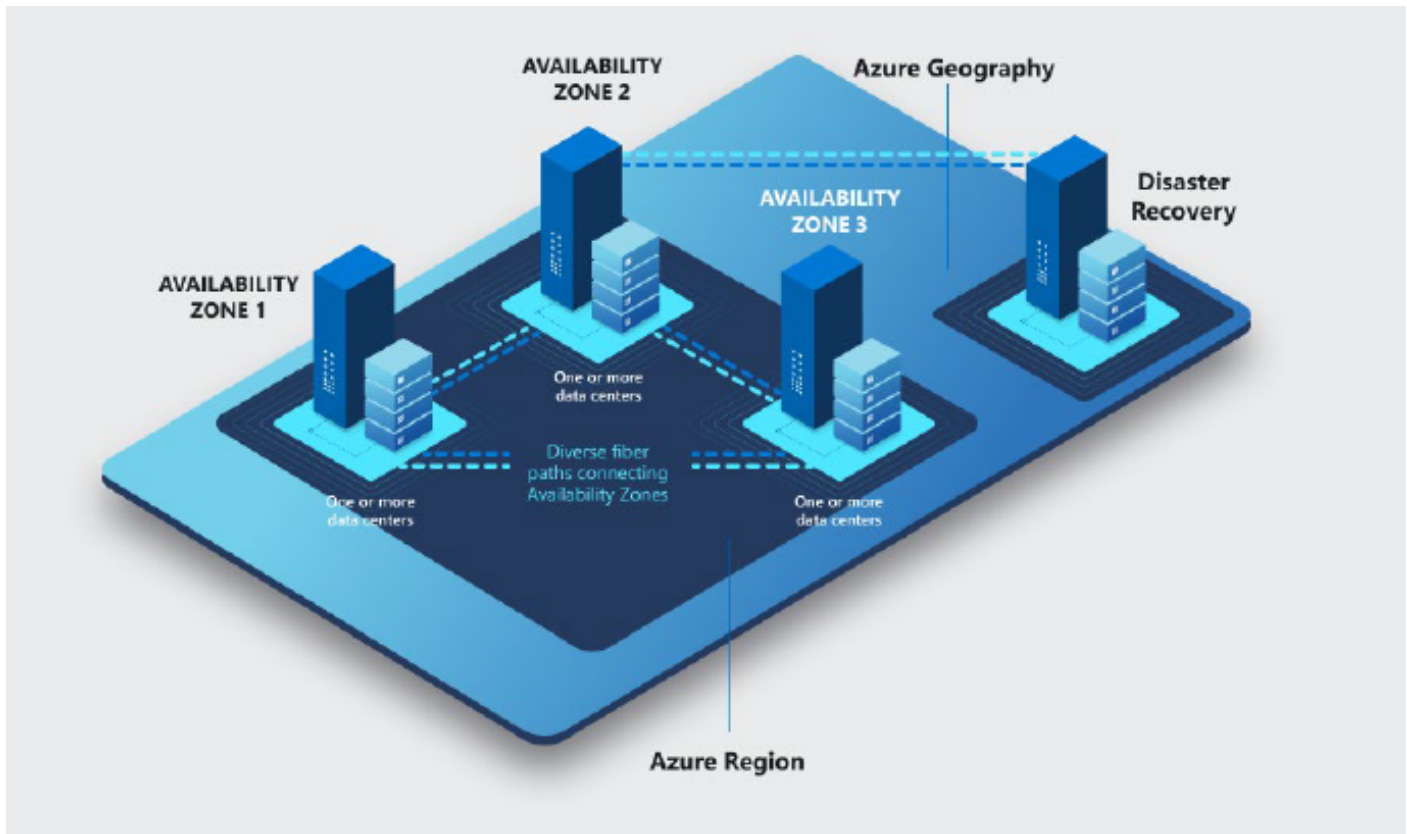 AVAILABILITY
ZONE 2
Azure Geography
Disaster
Recovery
AVAILABILITY
ZONE 3
AVAILABILITY
ZONE 1
One or more
data centers
Diverse fiber
paths connecting
Availability Zones
One or more
data centers
One or more
data centers
Azure Region